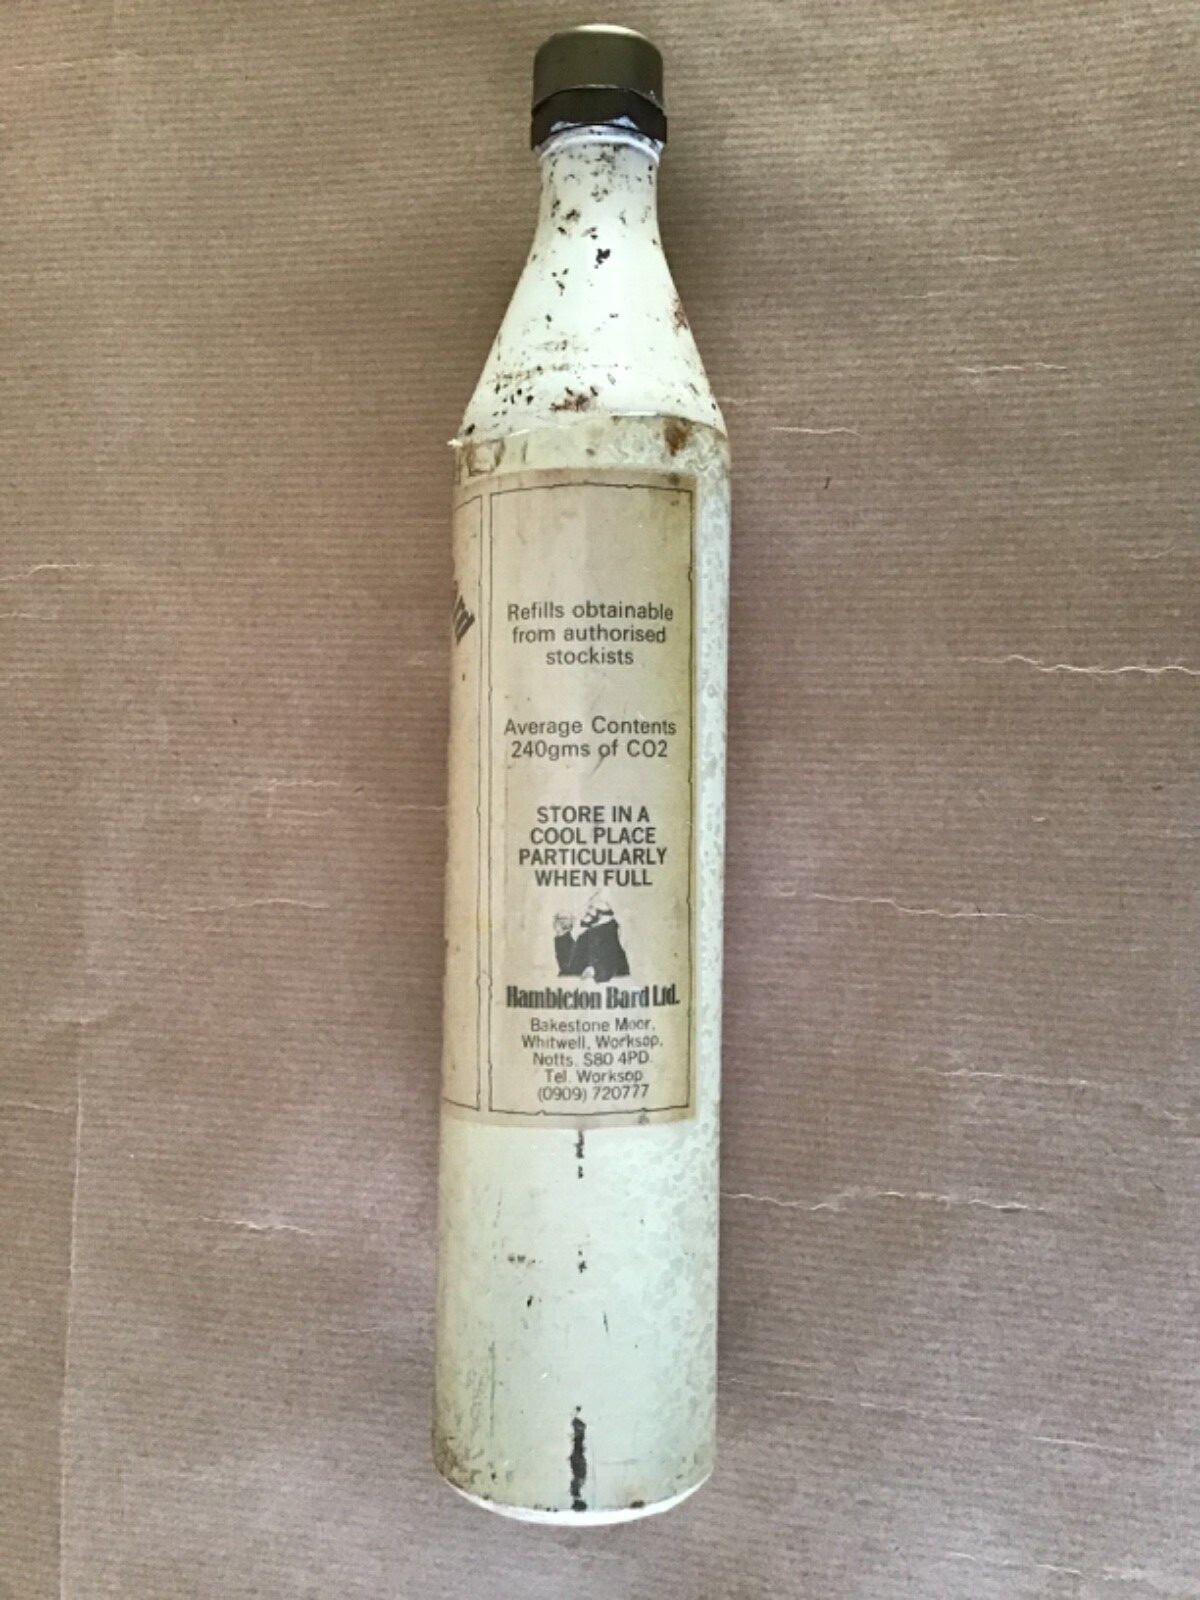 Refills obtainable
from authorised
stockists
Average Contents
240gms of CO2
STORE IN A
COOL PLACE
PARTICULARLY
WHEN FULL
Hambleton Bard Ltd.
Bakestone Moor,
Whitwell, Worksop,
Notts. S80 4PD.
Tel. Worksop
(0909) 720777